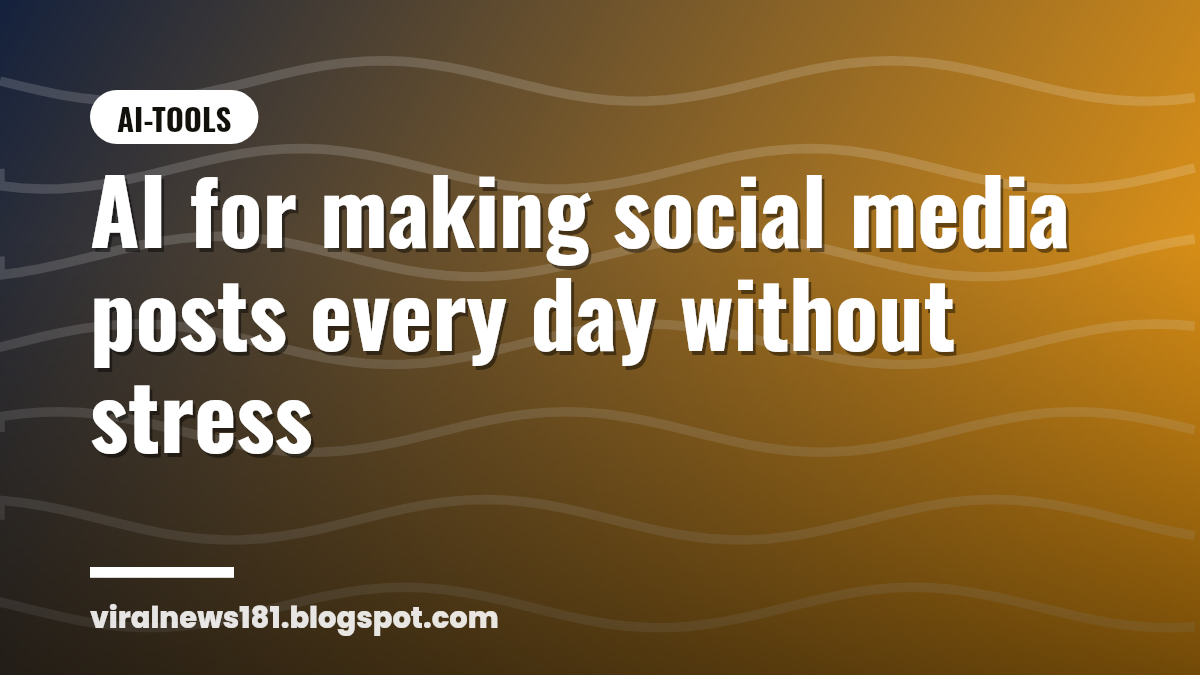 AI-TOOLS
AI for making social media
posts every day without
stress
viralnews181.blogspot.com